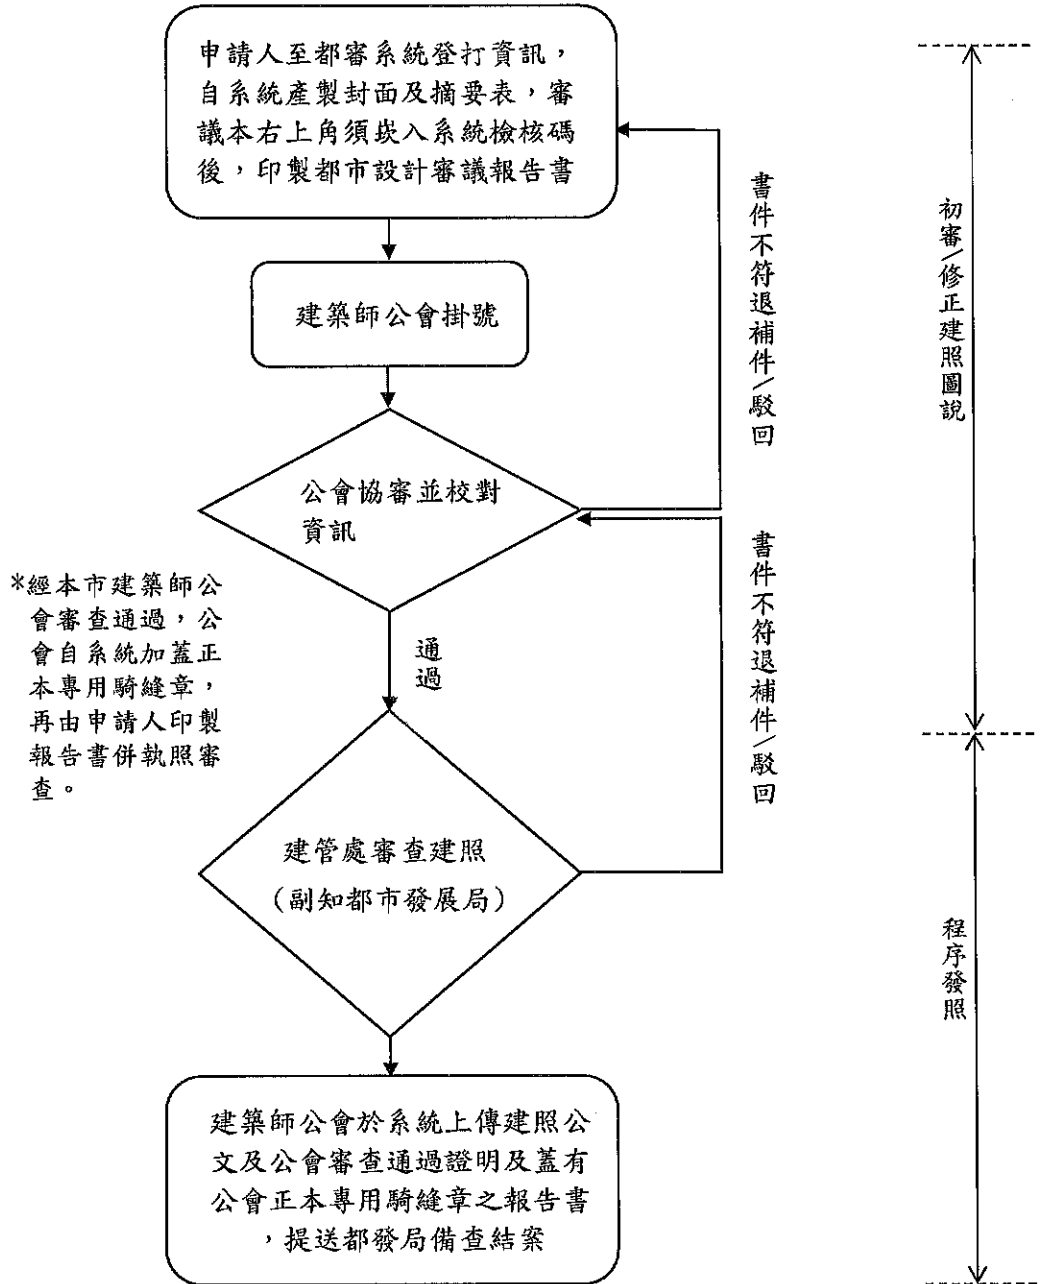 申請人至都審系統登打資訊，
自系統產製封面及摘要表，審
議本右上角須崁入系統檢核碼
後，印製都市設計審議報告書
建築師公會掛號
公會協審並校對
資訊
書件不符退補件/駁回
初審/修正建照圖說
*經本市建築師公
會審查通過，公
會自系統加蓋正
本專用騎縫章，
再由申請人印製
報告書併執照審
查。
通過
書件不符退補件/駁回
建管處審查建照
(副知都市發展局)
程序發照
建築師公會於系統上傳建照公
文及公會審查通過證明及蓋有
公會正本專用騎縫章之報告書
，提送都發局備查結案